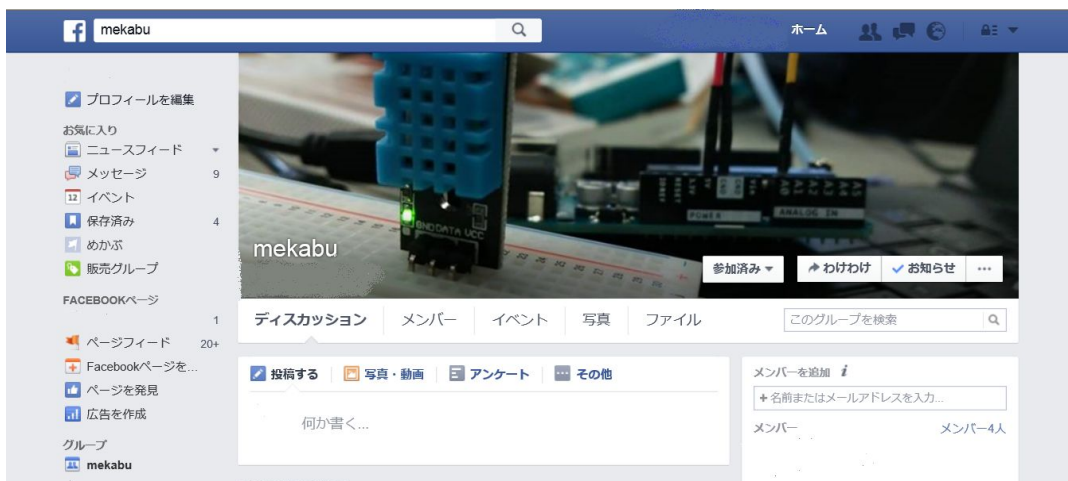 mekabu
ホーム
プロフィールを編集
お気に入り
ニュースフィード
メッセージ 9
12 イベント
保存済み 4
めかぶ
販売グループ
FACEBOOKページ
1
ページフィード 20+
Facebookページを...
ページを発見
広告を作成
グループ
mekabu
GND DATA VCC
POWER
ANALOG IN
mekabu
参加済み
わけわけ
お知らせ
ディスカッション メンバー イベント 写真 ファイル
このグループを検索
投稿する 写真・動画 アンケート その他
何か書く...
メンバーを追加 i
+ 名前またはメールアドレスを入力...
メンバー メンバー4人